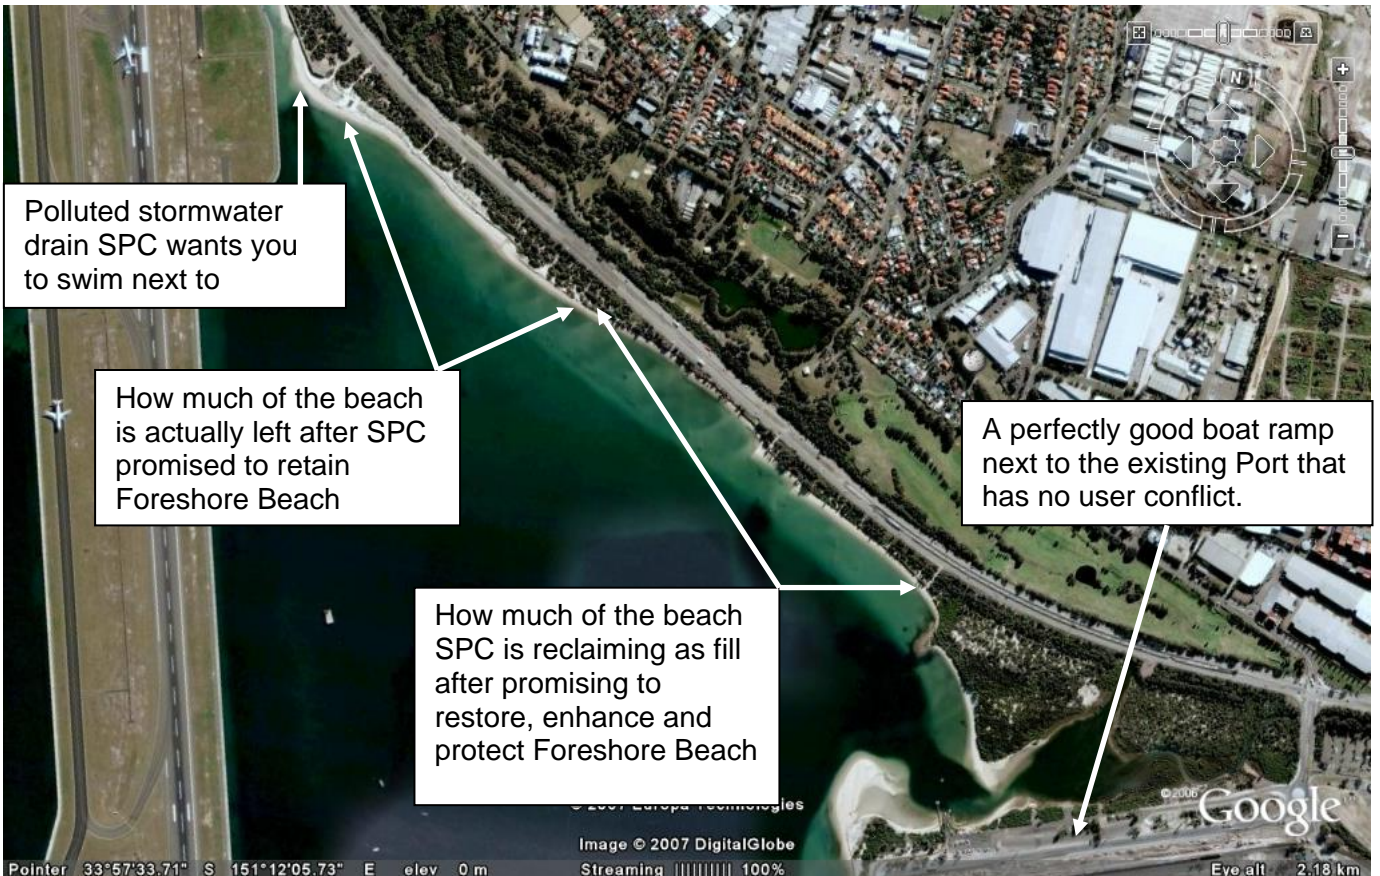 N
Polluted stormwater
drain SPC wants you
to swim next to
How much of the beach
is actually left after SPC
promised to retain
Foreshore Beach
A perfectly good boat ramp
next to the existing Port that
has no user conflict.
How much of the beach
SPC is reclaiming as fill
after promising to
restore, enhance and
protect Foreshore Beach
© 2007 Europa Technologies
Image © 2007 DigitalGlobe
©2006 Google
Pointer 33°57'33.71" S 151°12'05.73" E elev 0 m Streaming |||||||||| 100% Eye alt 2.18 km